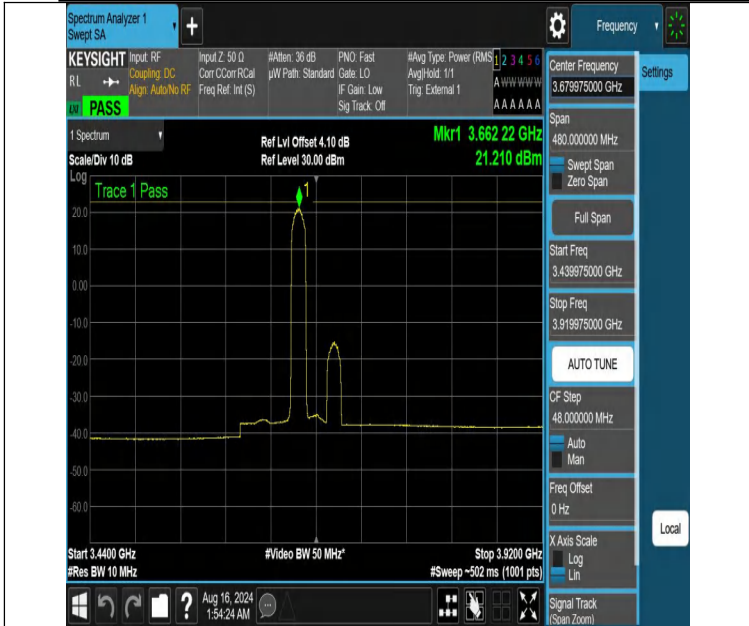 Spectrum Analyzer 1
Swept SA
+
Frequency
KEYSIGHT
RL
PASS
Input: RF
Coupling: DC
Align: Auto/No RF
Input Z: 50 Ω
Corr CCorr RCal
Freq Ref: Int (S)
#Atten: 36 dB
µW Path: Standard
PNO: Fast
Gate: LO
IF Gain: Low
Sig Track: Off
#Avg Type: Power (RMS
Avg|Hold: 1/1
Trig: External 1
1 2 3 4 5 6
A W W W W W
A A A A A A
Center Frequency
3.679975000 GHz
Settings
1 Spectrum
Scale/Div 10 dB
Ref Lvl Offset 4.10 dB
Ref Level 30.00 dBm
Mkr1 3.662 22 GHz
21.210 dBm
Span
480.000000 MHz
Swept Span
Zero Span
Full Span
Start Freq
3.439975000 GHz
Stop Freq
3.919975000 GHz
AUTO TUNE
CF Step
48.000000 MHz
Auto
Man
Freq Offset
0 Hz
X Axis Scale
Log
Lin
Signal Track
(Span Zoom)
Local
Log
Trace 1 Pass
1
20.0
10.0
0.00
-10.0
-20.0
-30.0
-40.0
-50.0
-60.0
Start 3.4400 GHz
#Res BW 10 MHz
#Video BW 50 MHz*
Stop 3.9200 GHz
#Sweep ~502 ms (1001 pts)
?
Aug 16, 2024
1:54:24 AM